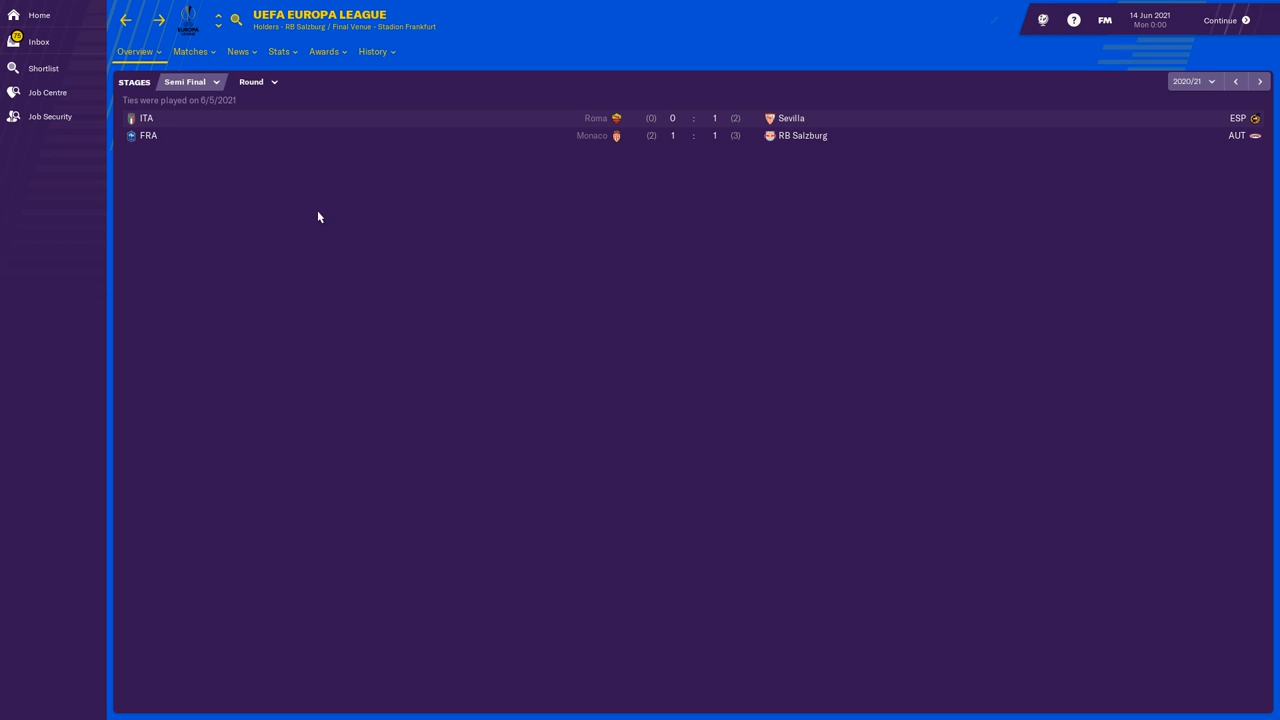 Home
75
Inbox
Shortlist
Job Centre
Job Security
UEFA EUROPA LEAGUE
Holders - RB Salzburg / Final Venue - Stadion Frankfurt
Overview Matches News Stats Awards History
? FM 14 Jun 2021 Continue
Mon 0:00
STAGES Semi Final Round 2020/21
Ties were played on 6/5/2021
ITA Roma (0) 0 : 1 (2) Sevilla ESP
FRA Monaco (2) 1 : 1 (3) RB Salzburg AUT